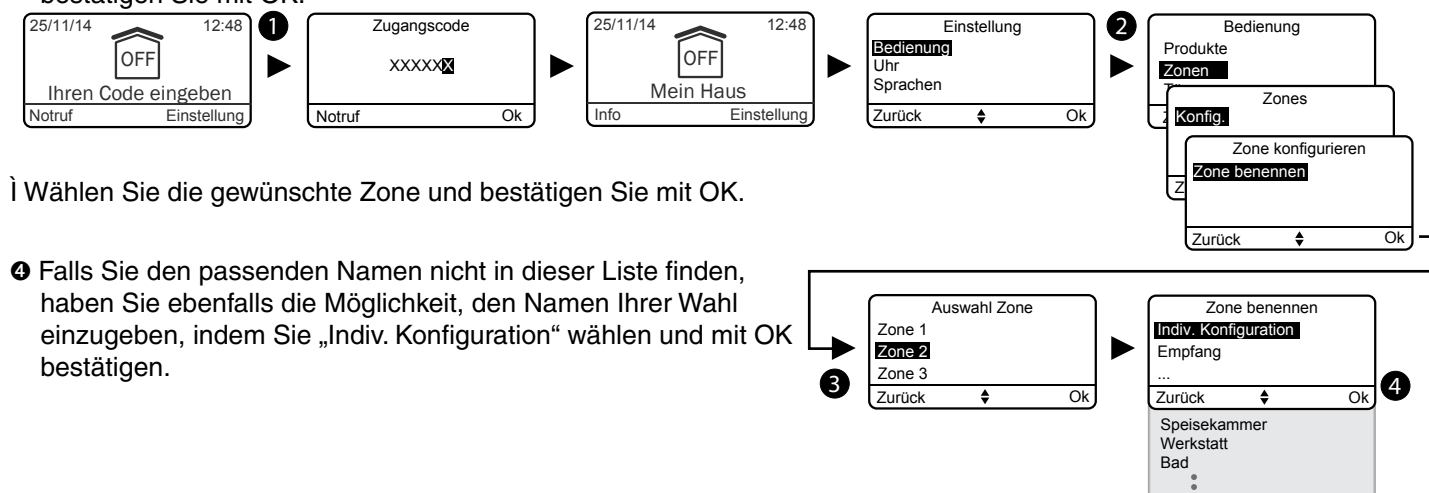 bestätigen Sie mit OK.
25/11/14 12:48
OFF
Ihren Code eingeben
Notruf Einstellung
❶
Zugangscode
XXXXXX
Notruf Ok
25/11/14 12:48
OFF
Mein Haus
Info Einstellung
Einstellung
Bedienung
Uhr
Sprachen
Zurück Ok
❷
Bedienung
Produkte
Zonen
Zones
Konfig.
Z
Zone konfigurieren
Zone benennen
Zurück Ok
Ì Wählen Sie die gewünschte Zone und bestätigen Sie mit OK.
❹ Falls Sie den passenden Namen nicht in dieser Liste finden,
haben Sie ebenfalls die Möglichkeit, den Namen Ihrer Wahl
einzugeben, indem Sie „Indiv. Konfiguration“ wählen und mit OK
bestätigen.
❸
Auswahl Zone
Zone 1
Zone 2
Zone 3
Zurück Ok
Zone benennen
Indiv. Konfiguration
Empfang
...
Zurück Ok
❹
Speisekammer
Werkstatt
Bad